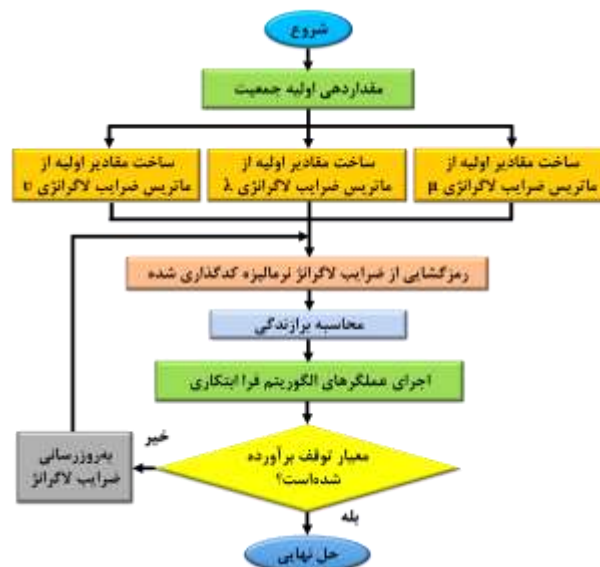 شروع
مقداردهی اولیه جمعیت
ساخت مقادیر اولیه از
ماتریس ضرایب لاگرانژی μ
ساخت مقادیر اولیه از
ماتریس ضرایب لاگرانژی λ
ساخت مقادیر اولیه از
ماتریس ضرایب لاگرانژی υ
رمزگشایی از ضرایب لاگرانژ نرمالیزه کدگذاری شده
محاسبه برازندگی
اجرای عملگرهای الگوریتم فرا ابتکاری
معیار توقف برآورده
شده‌است؟
خیر
به‌روزرسانی
ضرایب لاگرانژ
بله
حل نهایی